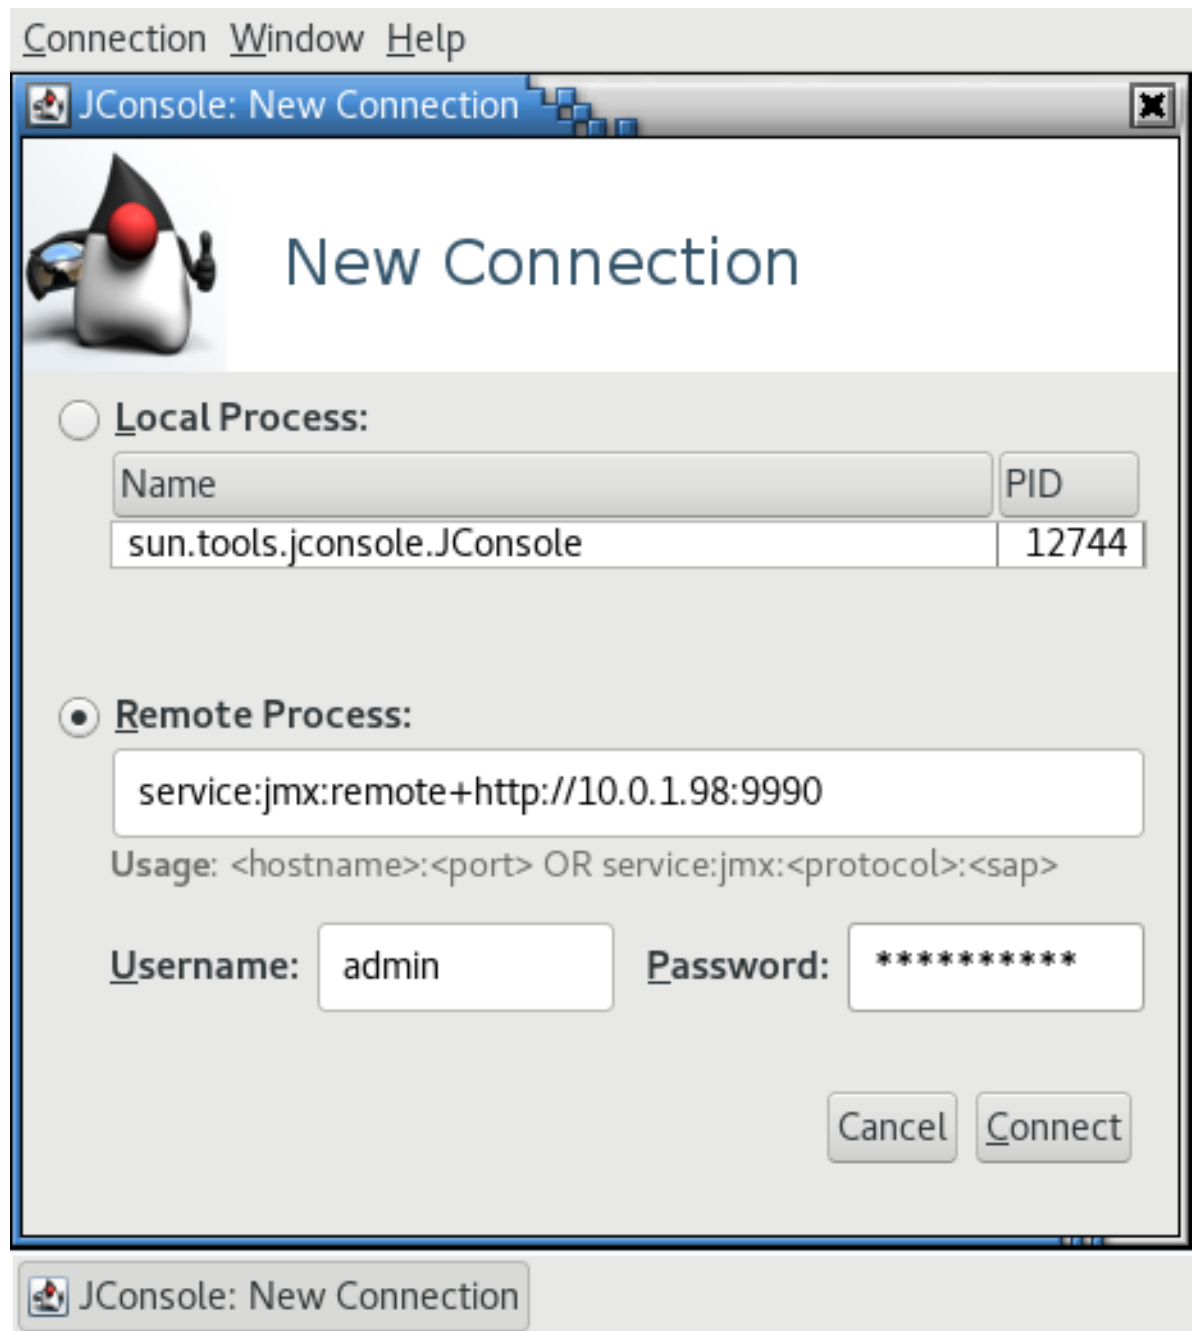 Connection Window Help
JConsole: New Connection
New Connection
Local Process:
Name PID
sun.tools.jconsole.JConsole 12744
Remote Process:
service:jmx:remote+http://10.0.1.98:9990
Usage: <hostname>:<port> OR service:jmx:<protocol>:<sap>
Username: admin Password: **********
Cancel Connect
JConsole: New Connection